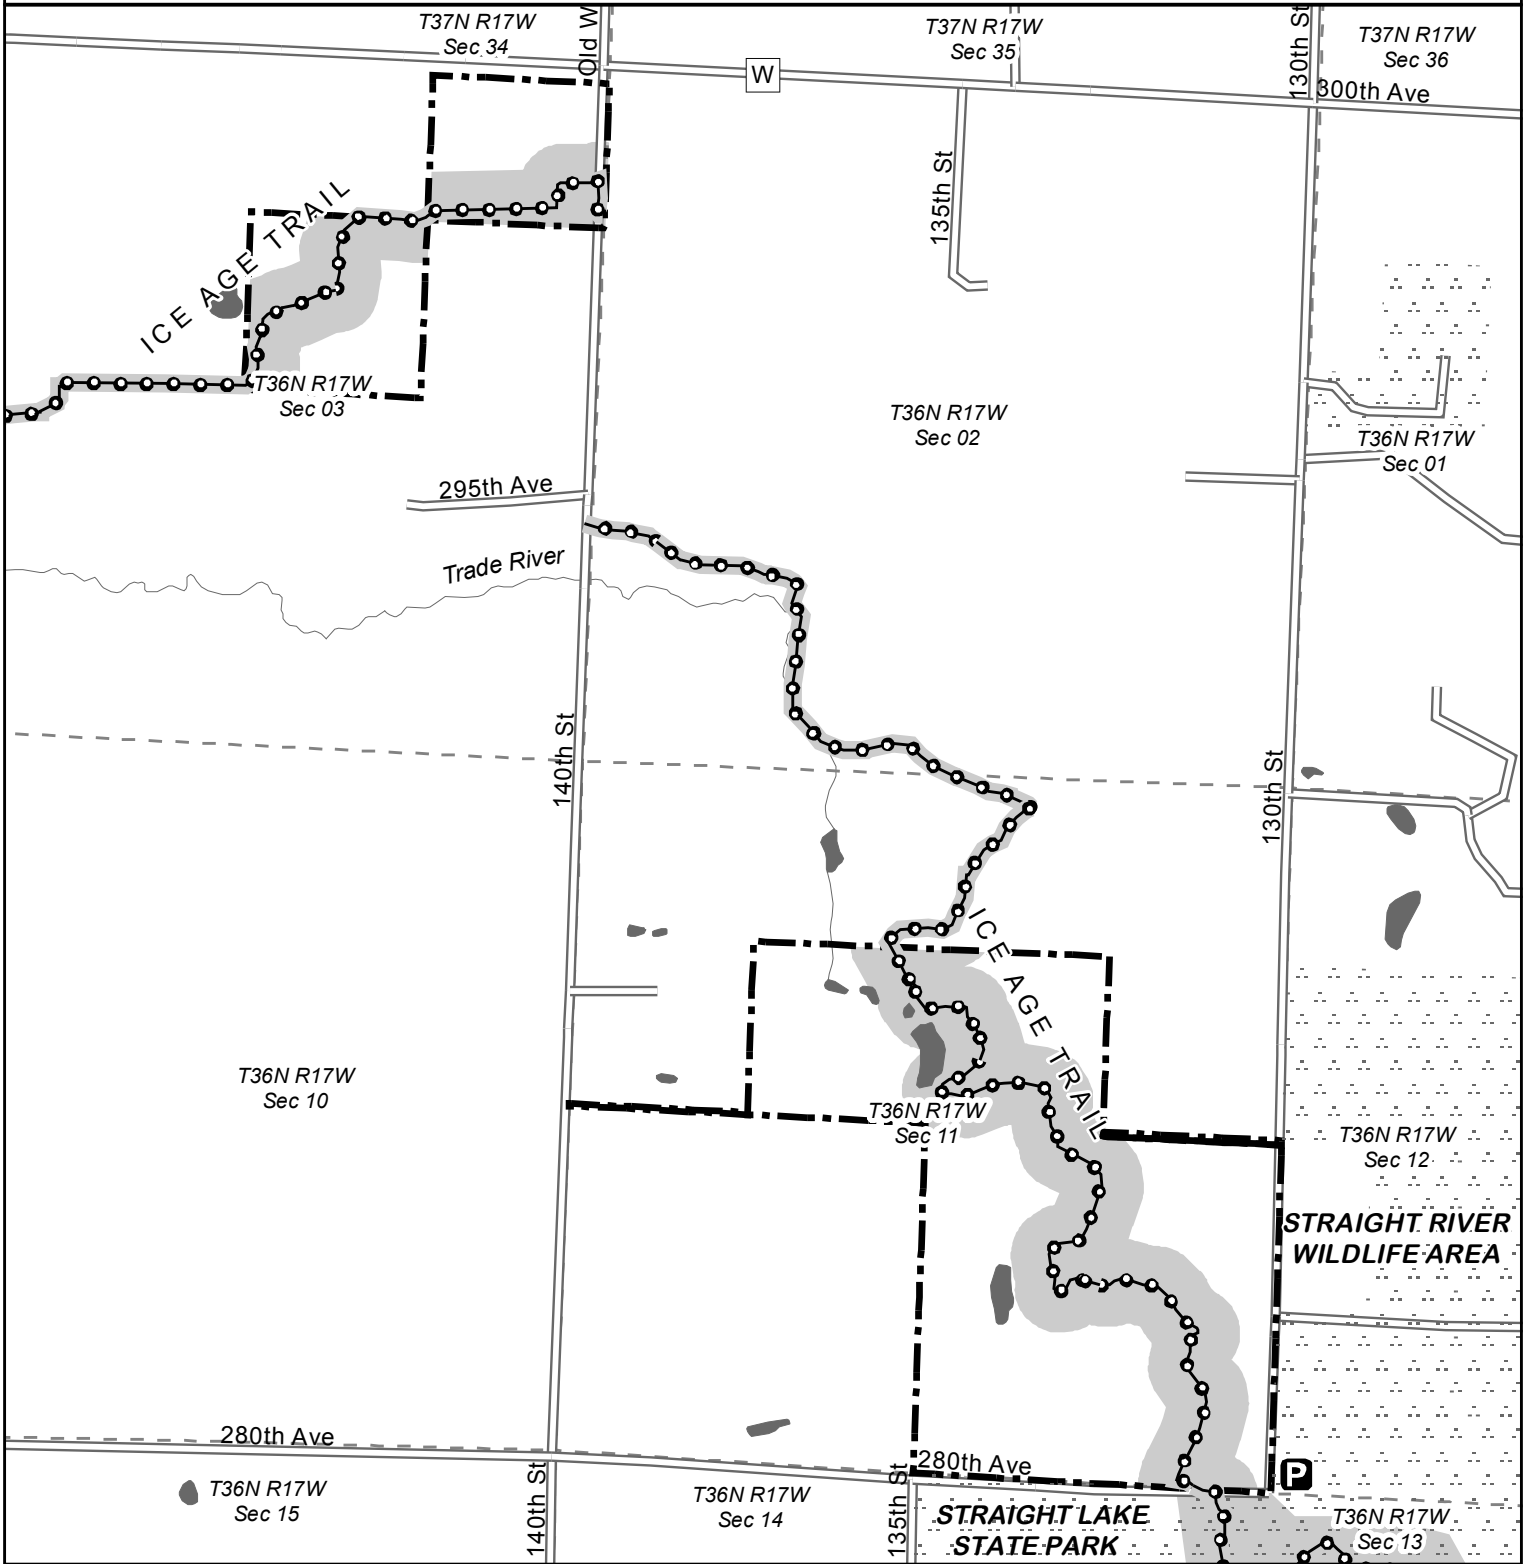 T37N R17W
Sec 34
Old W
T37N R17W
Sec 35
130th St
T37N R17W
Sec 36
W
300th Ave
135th St
ICE AGE TRAIL
T36N R17W
Sec 03
T36N R17W
Sec 02
T36N R17W
Sec 01
295th Ave
Trade River
140th St
130th St
ICE AGE TRAIL
T36N R17W
Sec 10
T36N R17W
Sec 11
T36N R17W
Sec 12
STRAIGHT RIVER
WILDLIFE AREA
280th Ave
280th Ave
P
T36N R17W
Sec 15
140th St
T36N R17W
Sec 14
135th St
STRAIGHT LAKE
STATE PARK
T36N R17W
Sec 13